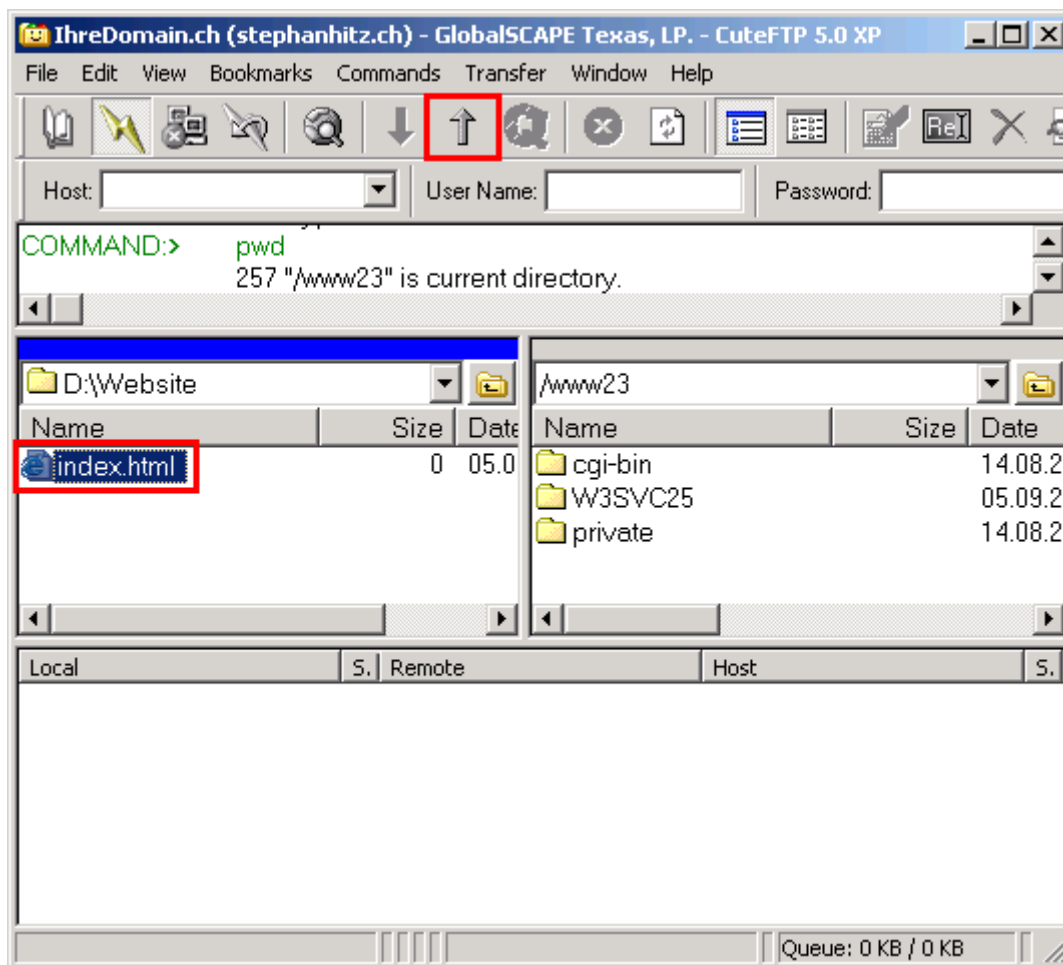 IhreDomain.ch (stephanhitz.ch) - GlobalSCAPE Texas, LP. - CuteFTP 5.0 XP
File Edit View Bookmarks Commands Transfer Window Help
Host: User Name: Password:
COMMAND:> pwd
257 "/www23" is current directory.
D:\Website /www23
Name Size Date Name Size Date
index.html 0 05.0 cgi-bin 14.08.2
W3SVC25 05.09.2
private 14.08.2
Local S. Remote Host S.
Queue: 0 KB / 0 KB